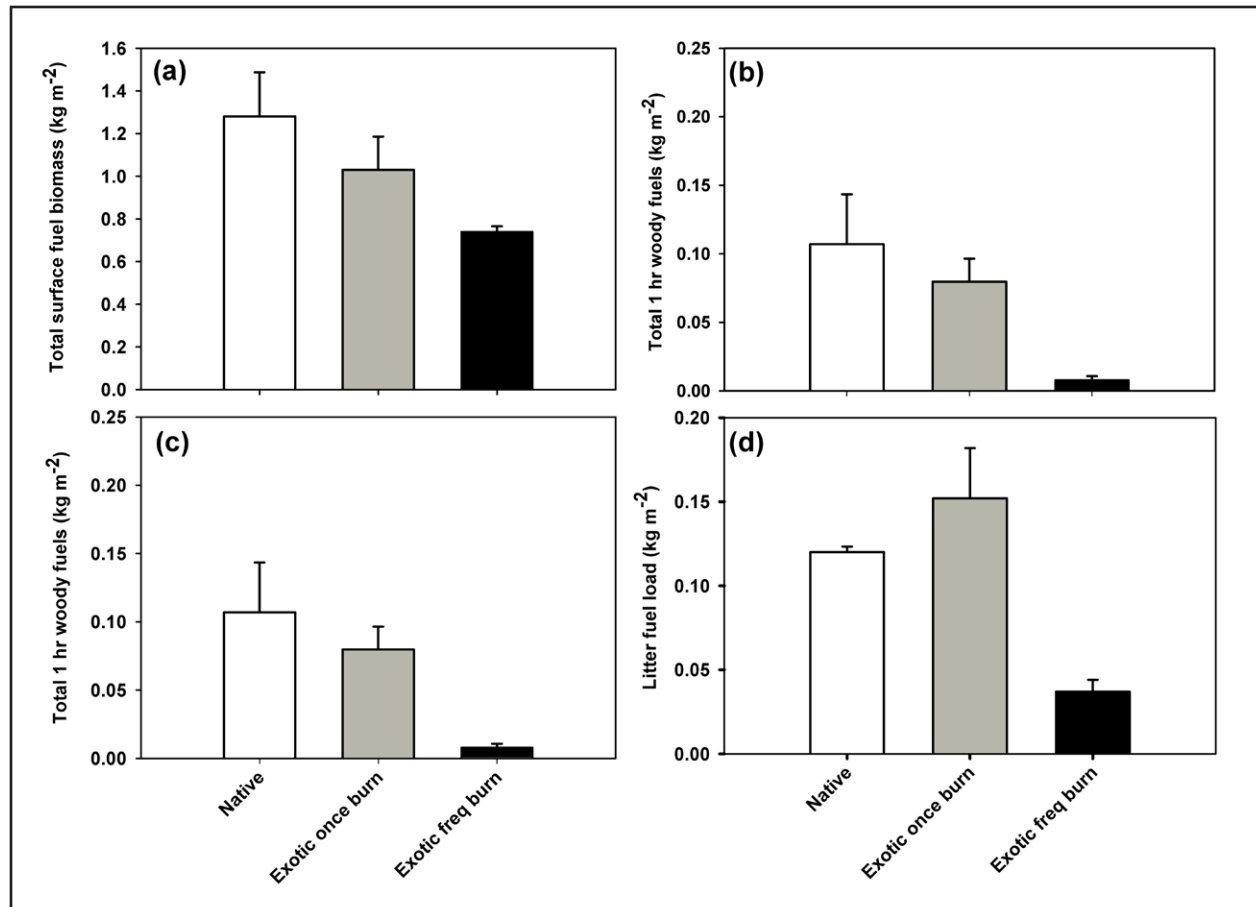 (a)
Total surface fuel biomass (kg m⁻²)
1.6
1.4
1.2
1.0
0.8
0.6
0.4
0.2
0.0
(b)
Total 1 hr woody fuels (kg m⁻²)
0.25
0.20
0.15
0.10
0.05
0.00
(c)
Total 1 hr woody fuels (kg m⁻²)
0.25
0.20
0.15
0.10
0.05
0.00
Native
Exotic once burn
Exotic freq burn
(d)
Litter fuel load (kg m⁻²)
0.20
0.15
0.10
0.05
0.00
Native
Exotic once burn
Exotic freq burn